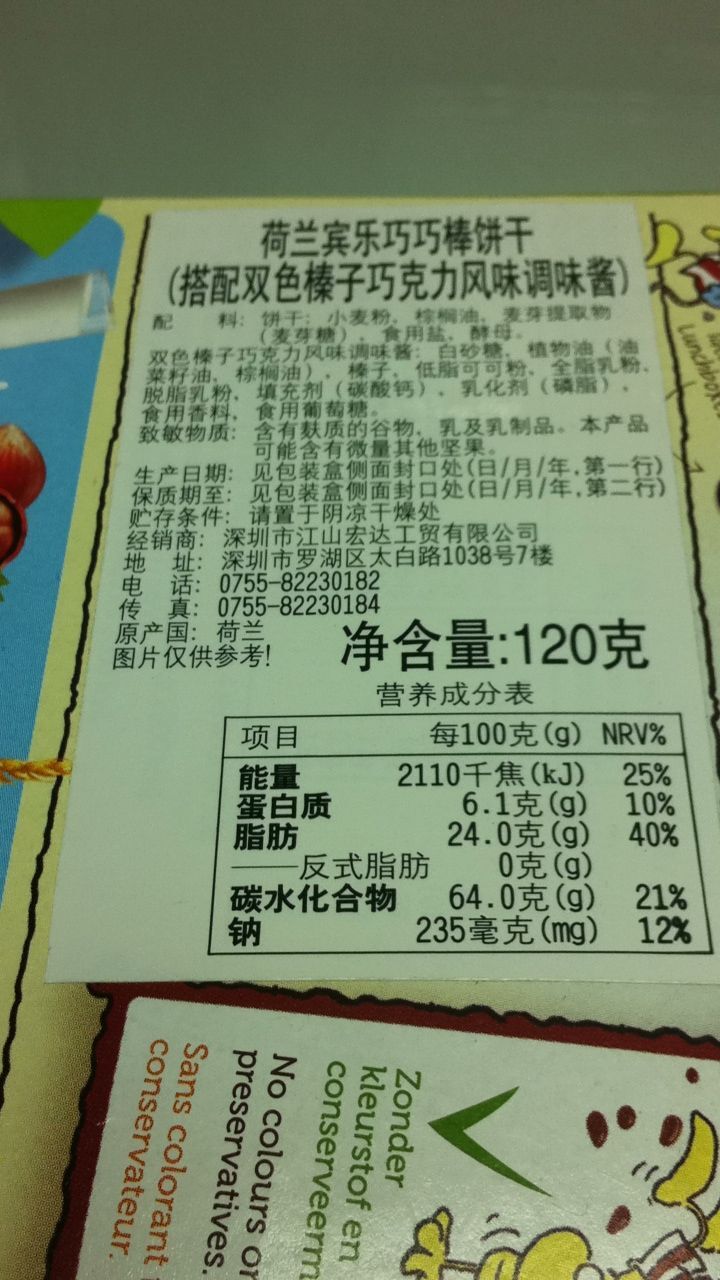 荷兰宾乐巧巧棒饼干
(搭配双色榛子巧克力风味调味酱)
配 料: 饼干: 小麦粉、棕榈油、麦芽提取物
(麦芽糖)、食用盐、酵母。
双色榛子巧克力风味调味酱: 白砂糖、植物油(油
菜籽油、棕榈油)、榛子、低脂可可粉、全脂乳粉、
脱脂乳粉、填充剂(碳酸钙)、乳化剂(磷脂)、
食用香料、食用葡萄糖。
致敏物质: 含有麸质的谷物、乳及乳制品。本产品
可能含有微量其他坚果。
生产日期: 见包装盒侧面封口处(日/月/年,第一行)
保质期至: 见包装盒侧面封口处(日/月/年,第二行)
贮存条件: 请置于阴凉干燥处
经销商: 深圳市江山宏达工贸有限公司
地 址: 深圳市罗湖区太白路1038号7楼
电 话: 0755-82230182
传 真: 0755-82230184
原产国: 荷兰
图片仅供参考!
净含量:120克
营养成分表
项目 每100克(g) NRV%
能量 2110千焦(kJ) 25%
蛋白质 6.1克(g) 10%
脂肪 24.0克(g) 40%
——反式脂肪 0克(g)
碳水化合物 64.0克(g) 21%
钠 235毫克(mg) 12%
Lunchbox
Zonder
kleurstof en
conserveerm
No colours or
preservatives.
Sans colorant
conservateur.